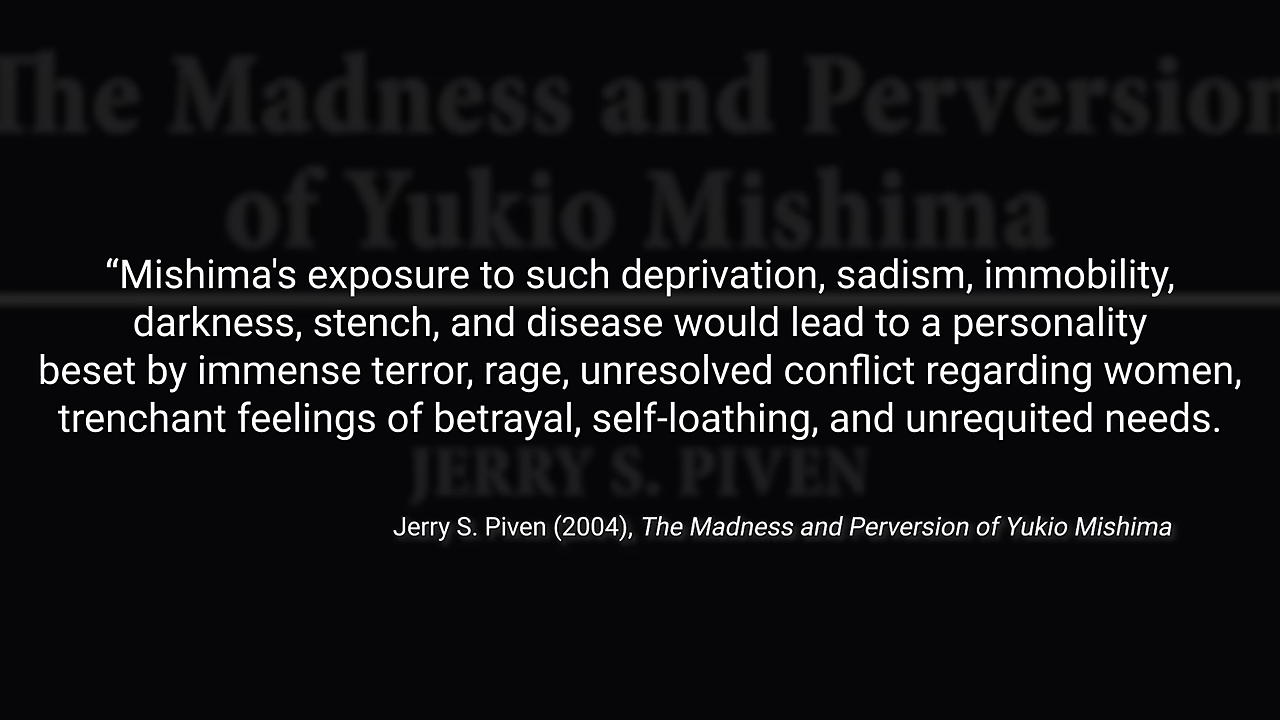 The Madness and Perversion
of Yukio Mishima
“Mishima's exposure to such deprivation, sadism, immobility,
darkness, stench, and disease would lead to a personality
beset by immense terror, rage, unresolved conflict regarding women,
trenchant feelings of betrayal, self-loathing, and unrequited needs.
JERRY S. PIVEN
Jerry S. Piven (2004), The Madness and Perversion of Yukio Mishima